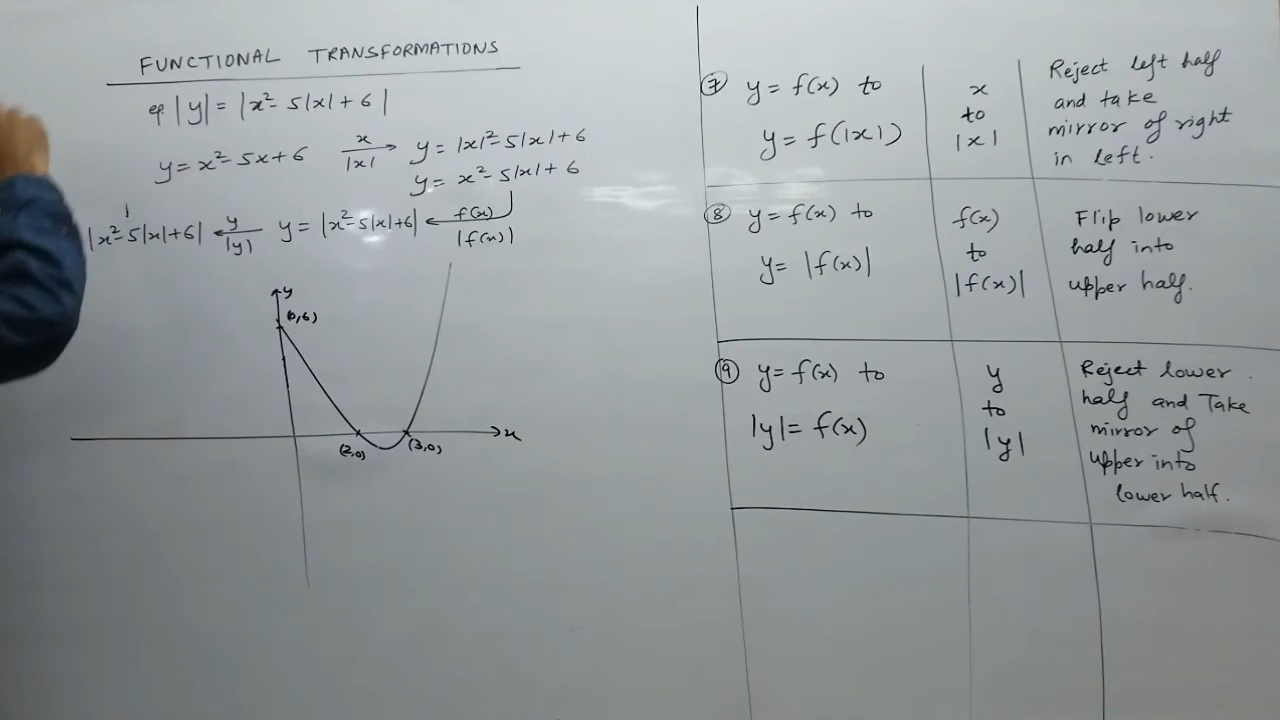 FUNCTIONAL TRANSFORMATIONS
eg |y| = |x² - 5|x| + 6|
y = x² - 5x + 6 x/|x| → y = |x|² - 5|x| + 6
y = x² - 5|x| + 6
|x² - 5|x| + 6| ← y/|y| y = |x² - 5|x| + 6| ← f(x)/|f(x)|
y
(0,6)
x
(2,0) (3,0)
⑦ y = f(x) to
y = f(|x|)
x
to
|x|
Reject left half
and take
mirror of right
in left.
⑧ y = f(x) to
y = |f(x)|
f(x)
to
|f(x)|
Flip lower
half into
upper half.
⑨ y = f(x) to
|y| = f(x)
y
to
|y|
Reject lower
half and Take
mirror of
upper into
lower half.